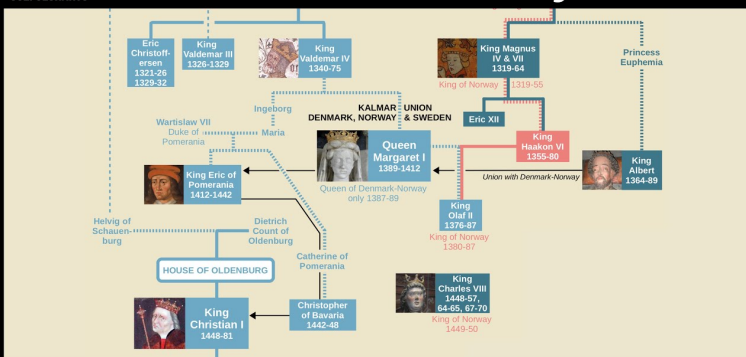 Eric
Christoff-
ersen
1321-26
1329-32
King
Valdemar III
1326-1329
King
Valdemar IV
1340-75
King Magnus
IV & VII
1319-64
King of Norway 1319-55
Princess
Euphemia
Ingeborg
KALMAR UNION
DENMARK, NORWAY & SWEDEN
Eric XII
Wartislaw VII
Duke of
Pomerania
Maria
Queen
Margaret I
1389-1412
King
Haakon VI
1355-80
King Eric of
Pomerania
1412-1442
Queen of Denmark-Norway
only 1387-89
Union with Denmark-Norway
King
Albert
1364-89
King
Olaf II
1376-87
King of Norway
1380-87
Helvig of
Schauen-
burg
Dietrich
Count of
Oldenburg
Catherine of
Pomerania
HOUSE OF OLDENBURG
King
Charles VIII
1448-57,
64-65, 67-70
King of Norway
1449-50
King
Christian I
1448-81
Christopher
of Bavaria
1442-48